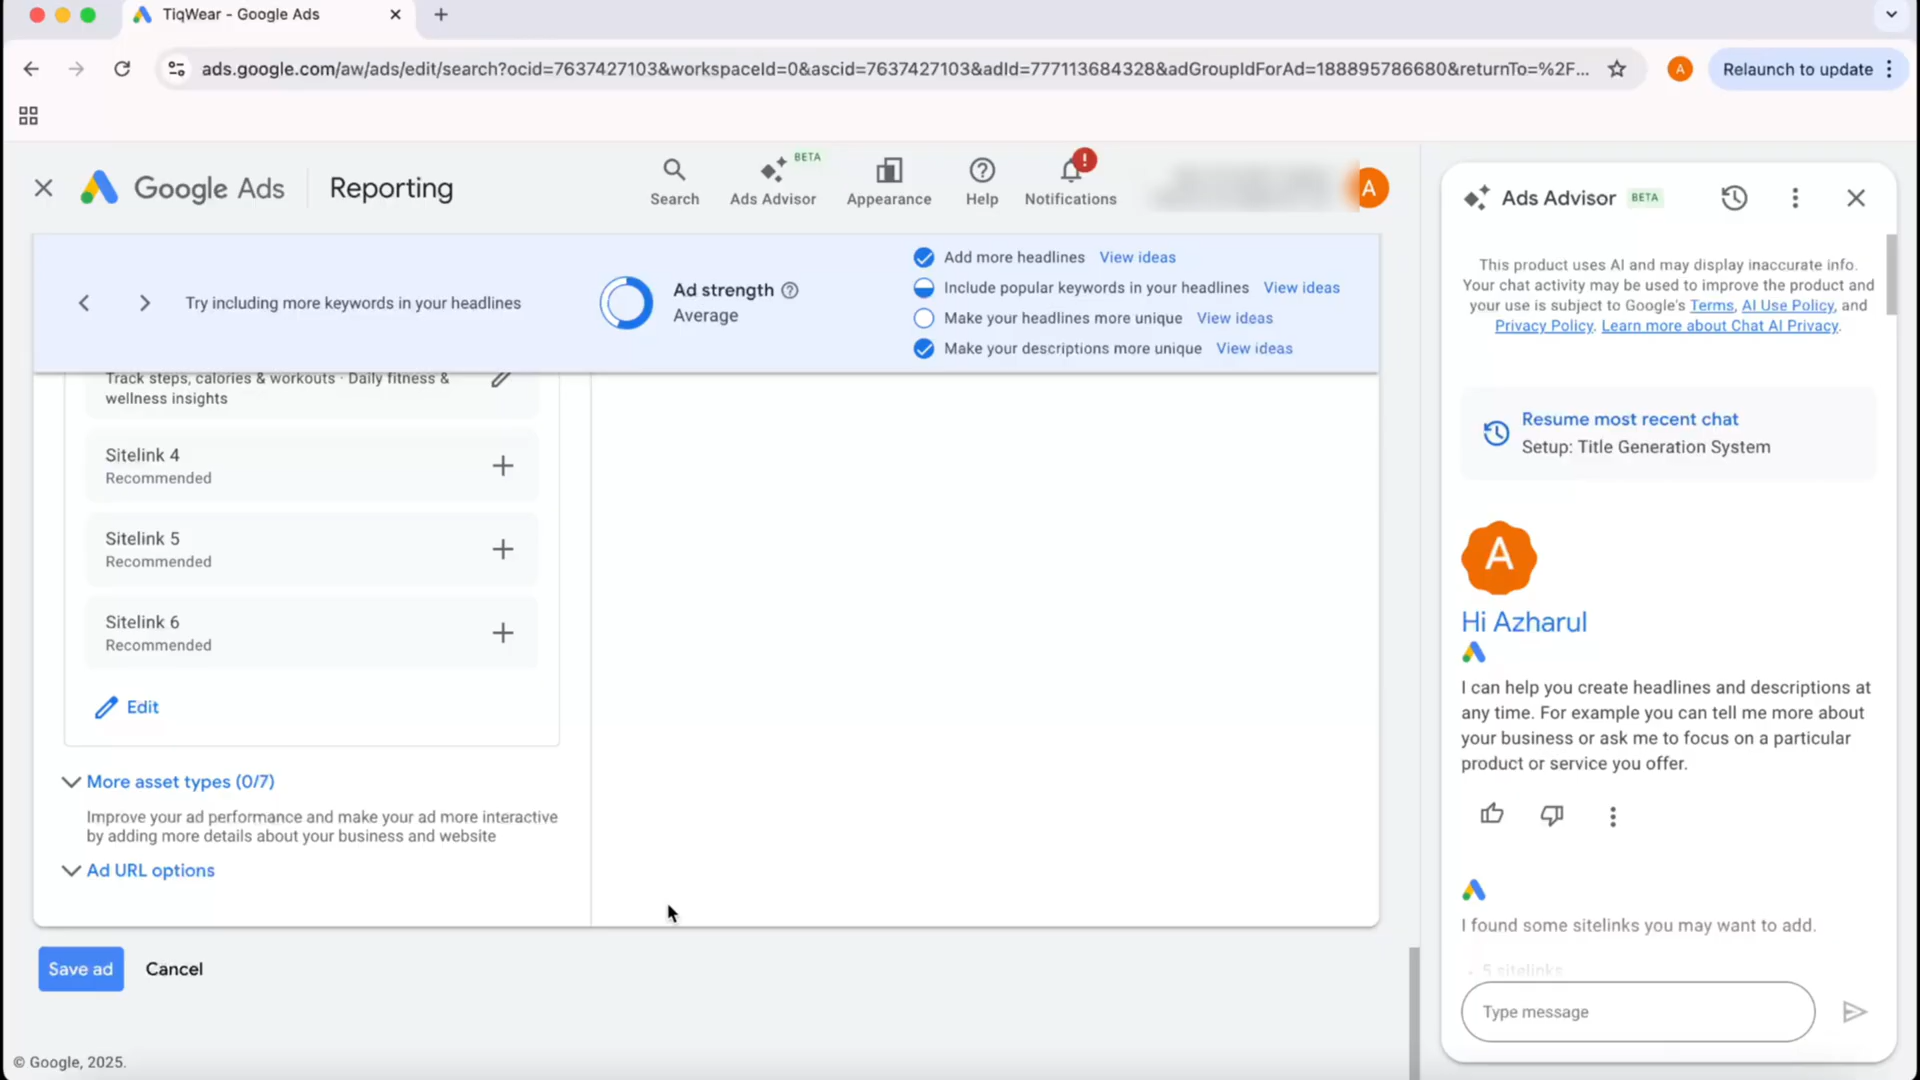 TiqWear - Google Ads
ads.google.com/aw/ads/edit/search?ocid=7637427103&workspaceId=0&ascid=7637427103&adId=777113684328&adGroupIdForAd=188895786680&returnTo=%2F...
A
Relaunch to update
Google Ads
Reporting
Search
BETA
Ads Advisor
Appearance
Help
!
Notifications
A
Try including more keywords in your headlines
Ad strength
Average
Add more headlines View ideas
Include popular keywords in your headlines View ideas
Make your headlines more unique View ideas
Make your descriptions more unique View ideas
Track steps, calories & workouts · Daily fitness &
wellness insights
Sitelink 4
Recommended
Sitelink 5
Recommended
Sitelink 6
Recommended
Edit
More asset types (0/7)
Improve your ad performance and make your ad more interactive
by adding more details about your business and website
Ad URL options
Save ad
Cancel
© Google, 2025.
Ads Advisor BETA
This product uses AI and may display inaccurate info.
Your chat activity may be used to improve the product and
your use is subject to Google's Terms, AI Use Policy, and
Privacy Policy. Learn more about Chat AI Privacy.
Resume most recent chat
Setup: Title Generation System
A
Hi Azharul
I can help you create headlines and descriptions at
any time. For example you can tell me more about
your business or ask me to focus on a particular
product or service you offer.
I found some sitelinks you may want to add.
5 sitelinks
Type message